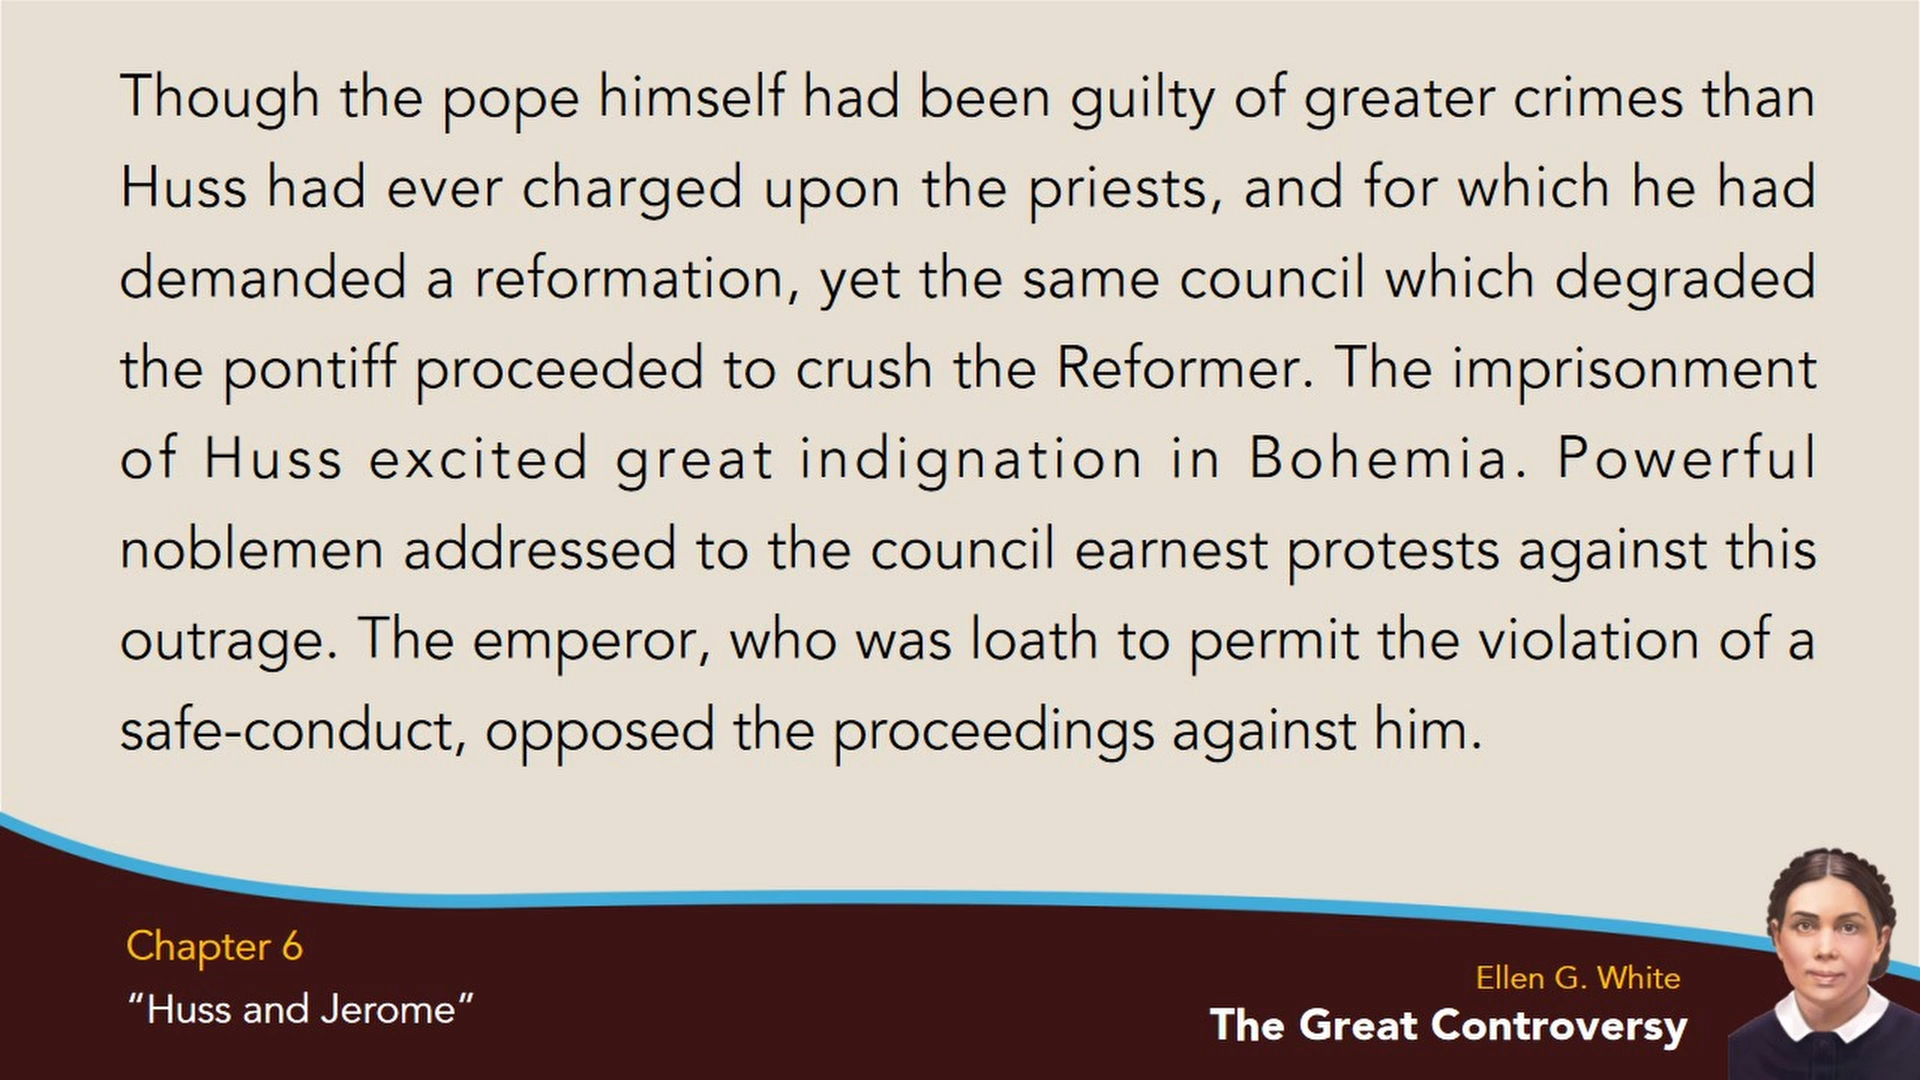 Though the pope himself had been guilty of greater crimes than
Huss had ever charged upon the priests, and for which he had
demanded a reformation, yet the same council which degraded
the pontiff proceeded to crush the Reformer. The imprisonment
of Huss excited great indignation in Bohemia. Powerful
noblemen addressed to the council earnest protests against this
outrage. The emperor, who was loath to permit the violation of a
safe-conduct, opposed the proceedings against him.
Chapter 6
“Huss and Jerome”
Ellen G. White
The Great Controversy